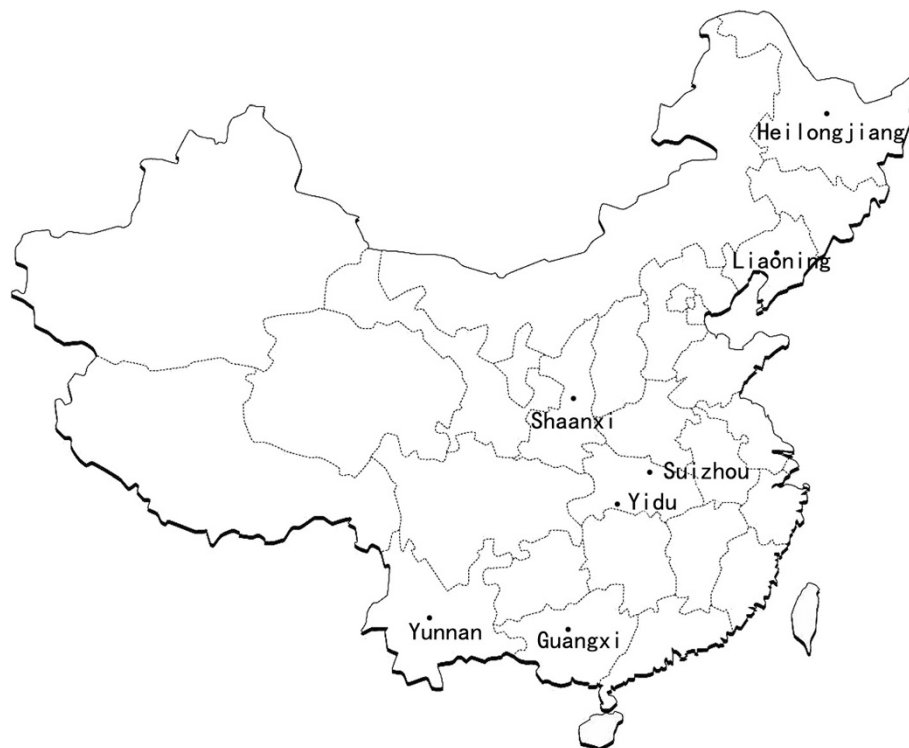 Heilongjiang
Liaoning
Shaanxi
Suizhou
Yidu
Yunnan
Guangxi